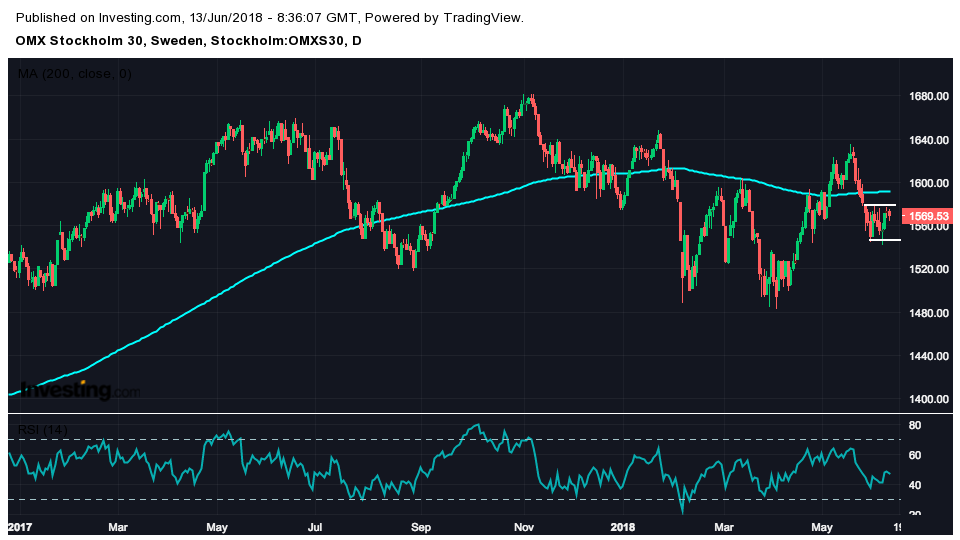 Published on Investing.com, 13/Jun/2018 - 8:36:07 GMT, Powered by TradingView.
OMX Stockholm 30, Sweden, Stockholm:OMXS30, D
MA (200, close, 0)
1680.00
1640.00
1600.00
1569.53
1560.00
1520.00
1480.00
1440.00
1400.00
Investing.com
RSI (14)
80
60
40
20
2017 Mar May Jul Sep Nov 2018 Mar May 15